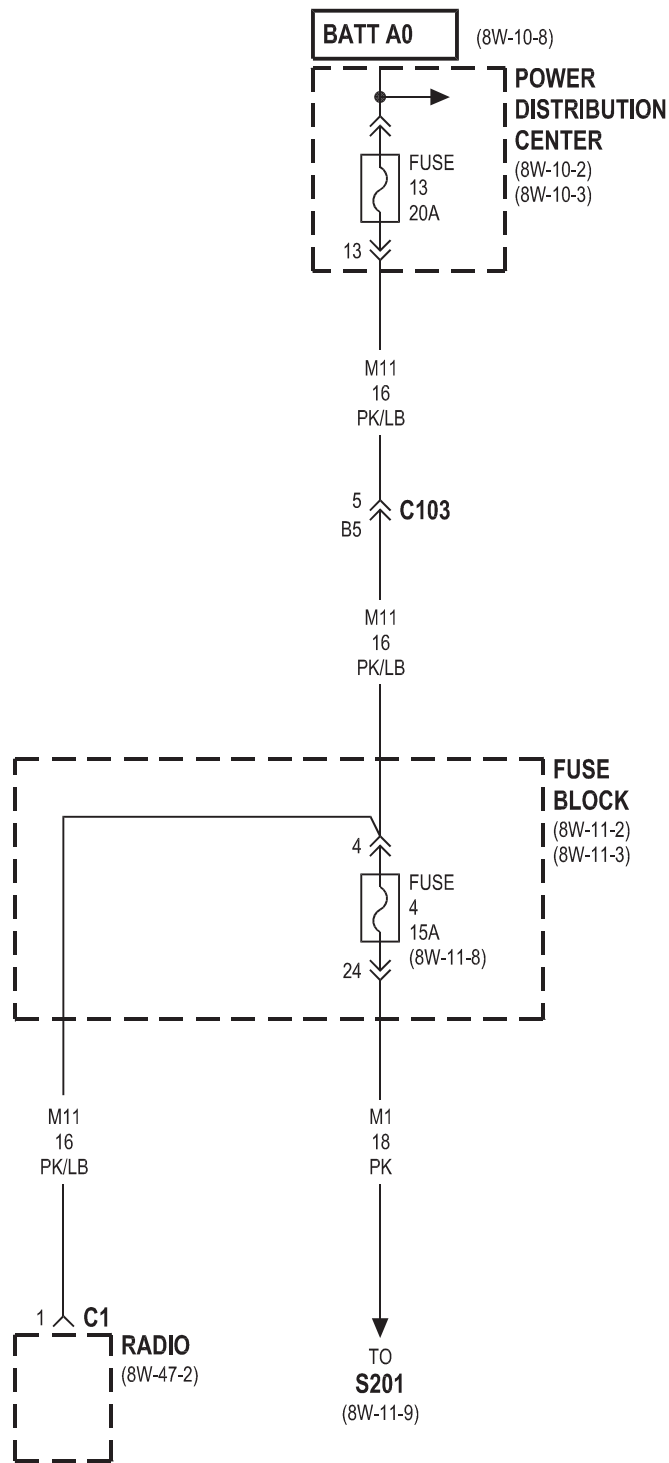 BATT A0
(8W-10-8)
POWER
DISTRIBUTION
CENTER
(8W-10-2)
(8W-10-3)
FUSE
13
20A
13
M11
16
PK/LB
5
C103
B5
M11
16
PK/LB
FUSE
BLOCK
(8W-11-2)
(8W-11-3)
4
FUSE
4
15A
(8W-11-8)
24
M11
16
PK/LB
M1
18
PK
1
C1
RADIO
(8W-47-2)
TO
S201
(8W-11-9)